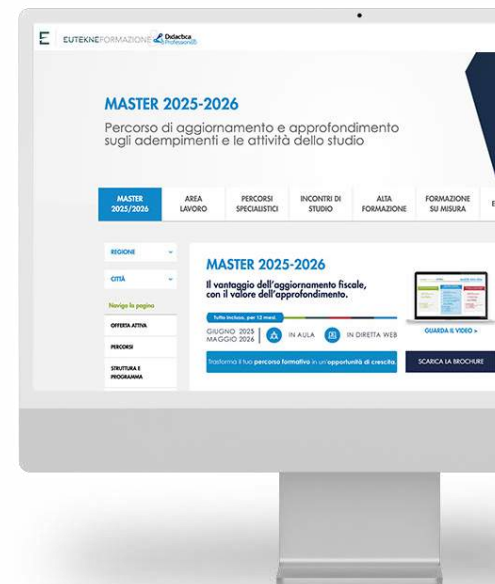 E EUTEKNEFORMAZIONE Didactica Professionisti
MASTER 2025-2026
Percorso di aggiornamento e approfondimento
sugli adempimenti e le attività dello studio
MASTER
2025/2026
AREA
LAVORO
PERCORSI
SPECIALISTICI
INCONTRI DI
STUDIO
ALTA
FORMAZIONE
FORMAZIONE
SU MISURA
E
REGIONE
CITTÀ
Naviga la pagina
OFFERTA ATTIVA
PERCORSI
STRUTTURA E
PROGRAMMA
MASTER 2025-2026
Il vantaggio dell'aggiornamento fiscale,
con il valore dell'approfondimento.
Tutto incluso, per 12 mesi.
GIUGNO 2025
MAGGIO 2026
IN AULA
IN DIRETTA WEB
Trasforma il tuo percorso formativo in un'opportunità di crescita.
GUARDA IL VIDEO >
SCARICA LA BROCHURE